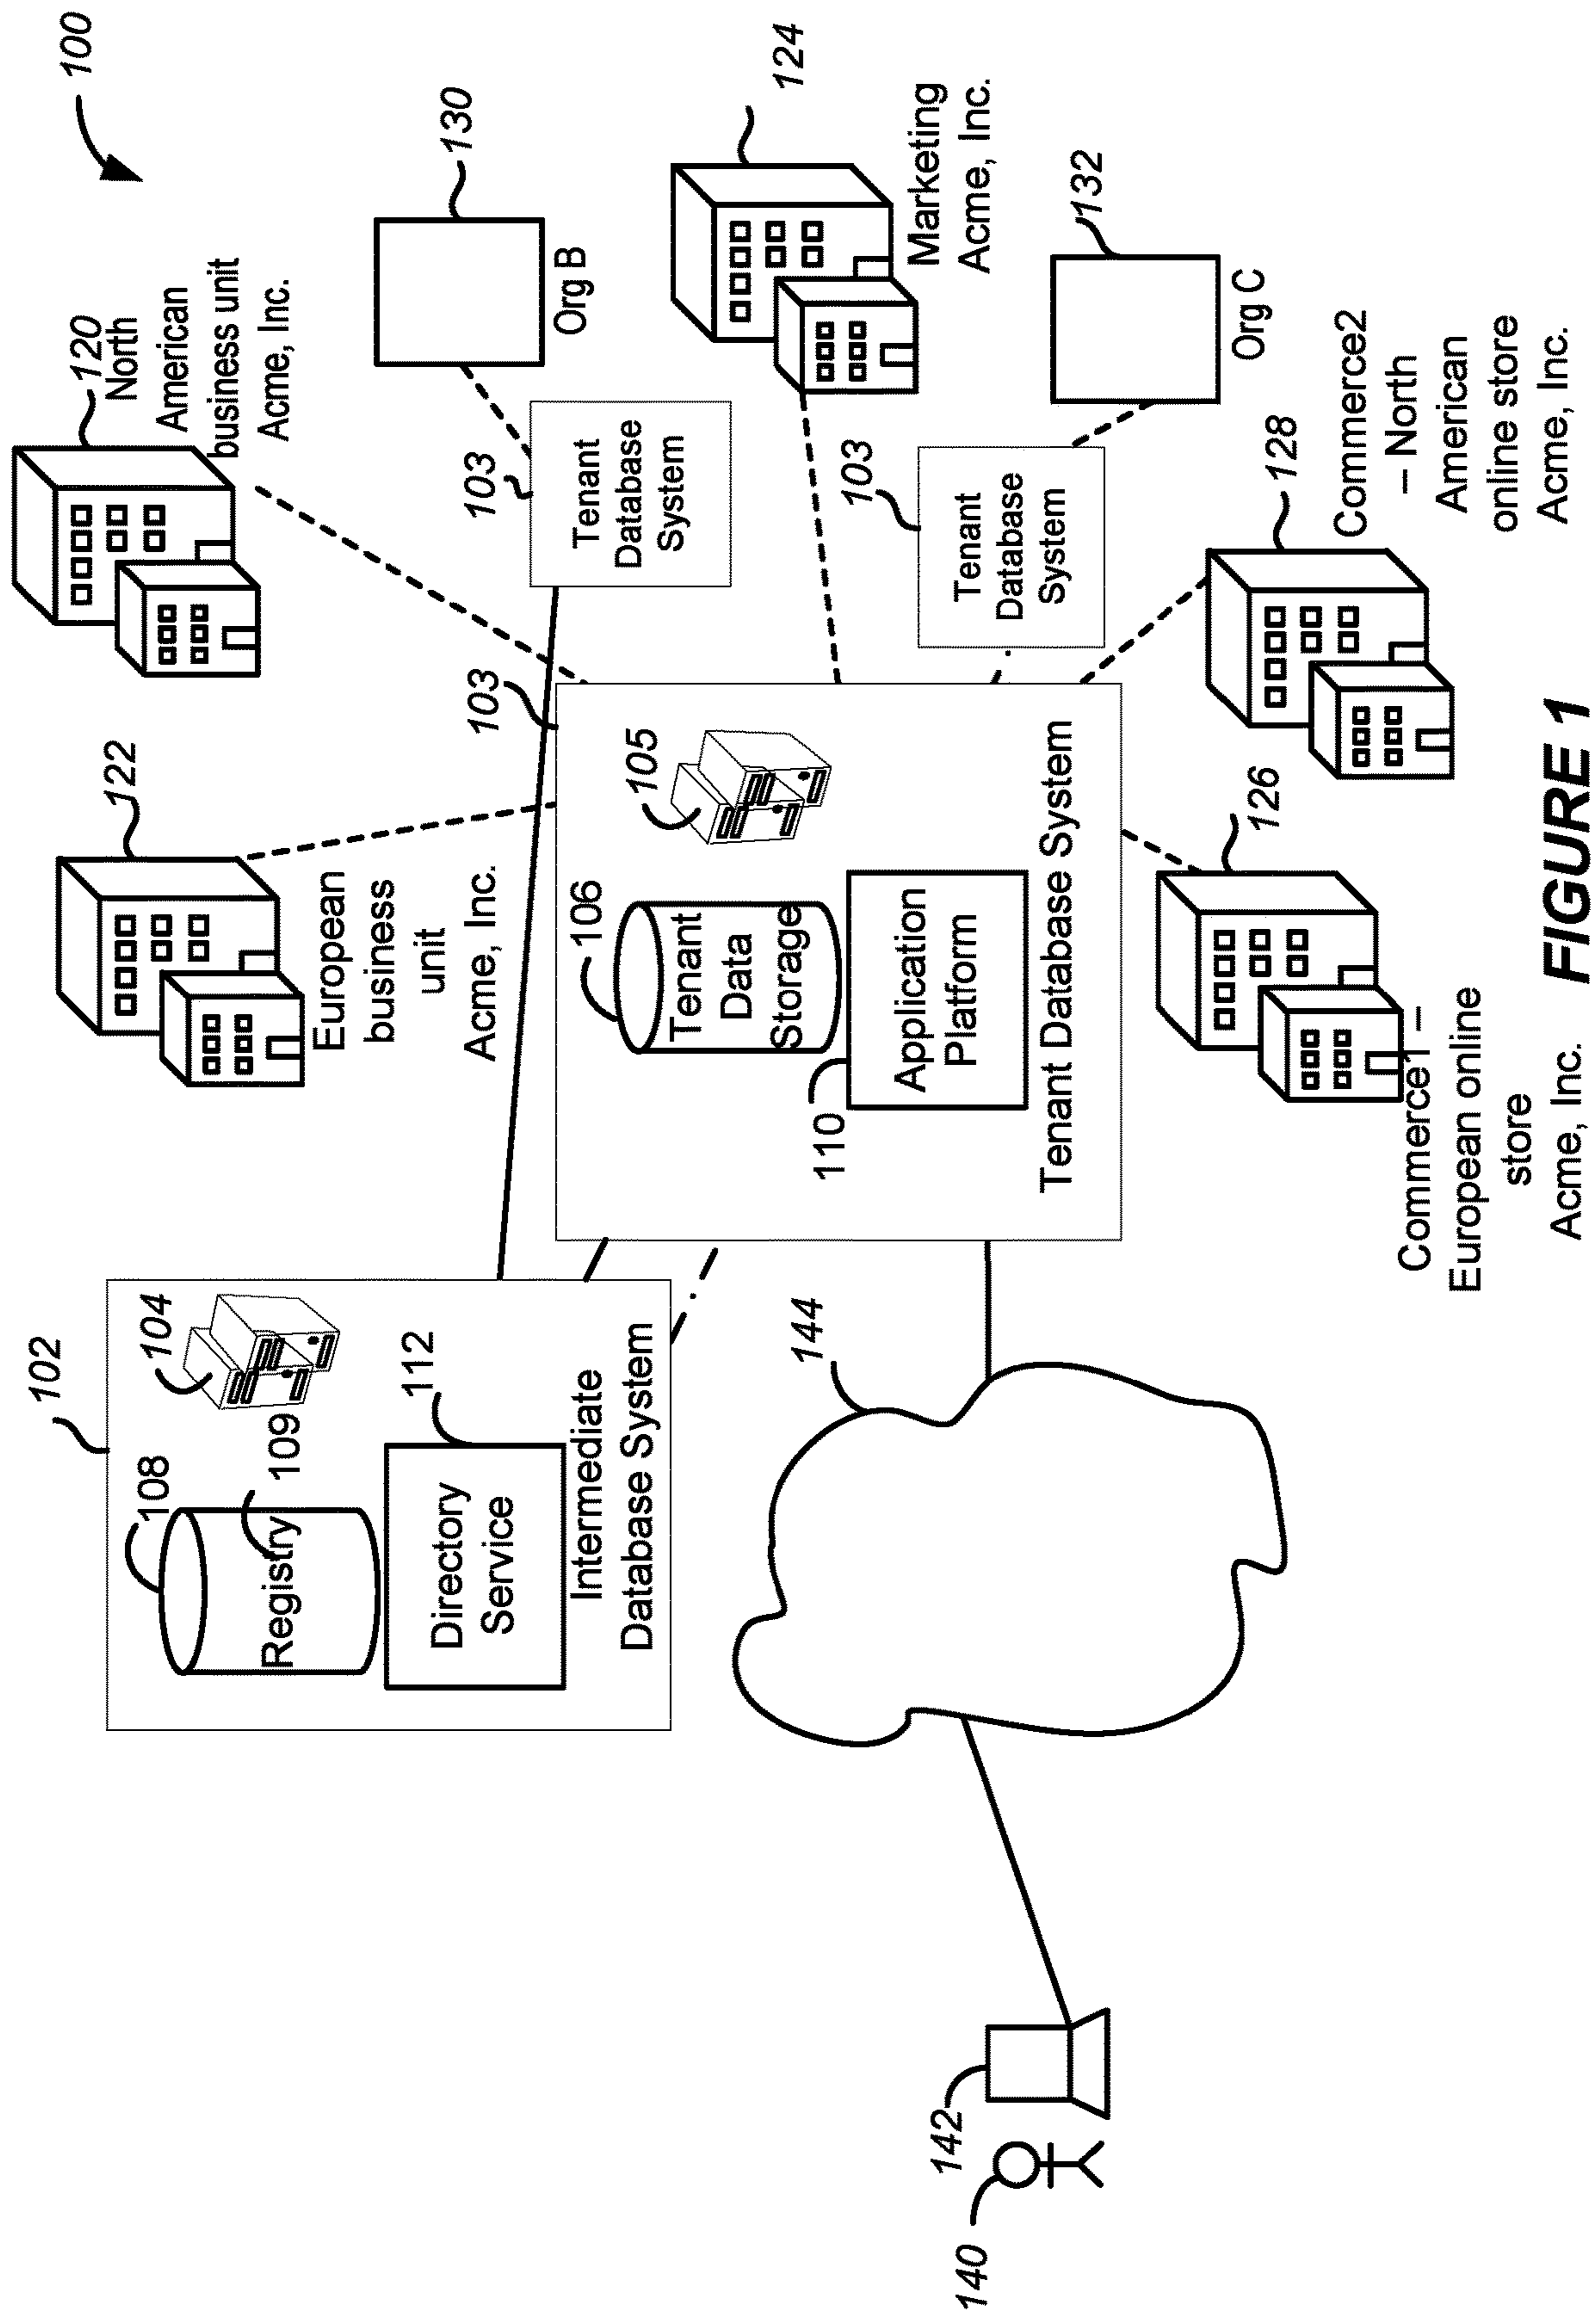 100
120
North
American
business unit
Acme, Inc.
122
European
business
unit
Acme, Inc.
130
Org B
103
Tenant
Database
System
124
Marketing
Acme, Inc.
132
Org C
103
Tenant
Database
System
102
108
Registry
109
104
112
Directory
Service
Intermediate
Database System
103
105
106
Tenant
Data
Storage
110
Application
Platform
Tenant Database System
144
142
140
126
Commerce1 –
European online
store
Acme, Inc.
128
Commerce2
– North
American
online store
Acme, Inc.
FIGURE 1